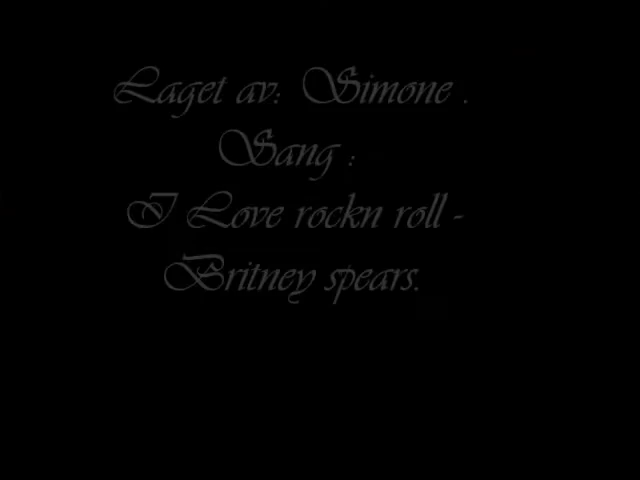 Laget av: Simone .
Sang :
I Love rockn roll -
Britney spears.